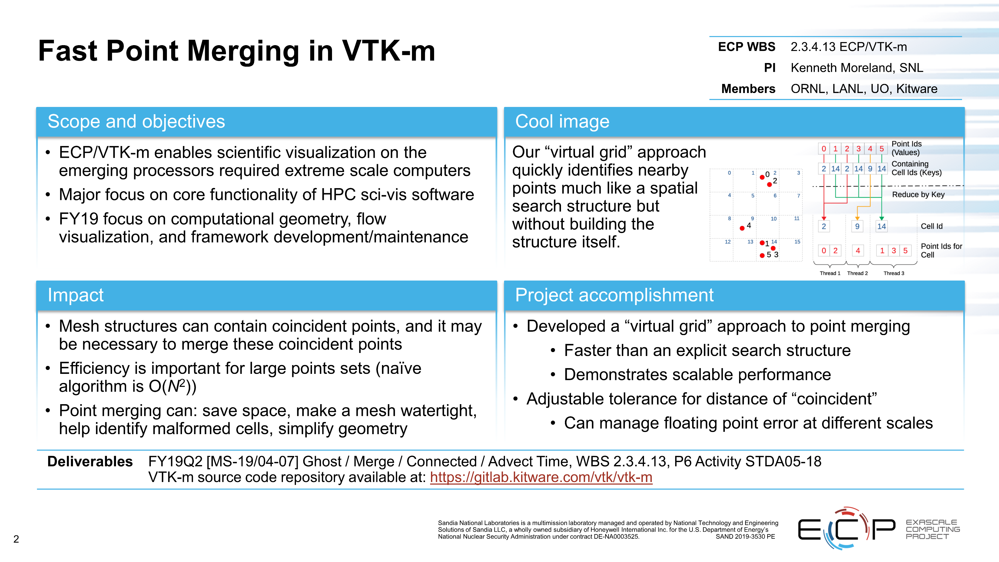 Fast Point Merging in VTK-m
ECP WBS 2.3.4.13 ECP/VTK-m
PI Kenneth Moreland, SNL
Members ORNL, LANL, UO, Kitware
Scope and objectives
• ECP/VTK-m enables scientific visualization on the
emerging processors required extreme scale computers
• Major focus on core functionality of HPC sci-vis software
• FY19 focus on computational geometry, flow
visualization, and framework development/maintenance
Cool image
Our “virtual grid” approach
quickly identifies nearby
points much like a spatial
search structure but
without building the
structure itself.
0 1 0 2 3
2
4 5 6 7
8 9 10 11
4
12 13 1 14 15
5 3
0 1 2 3 4 5 Point Ids
(Values)
2 14 2 14 9 14 Containing
Cell Ids (Keys)
Reduce by Key
2 9 14 Cell Id
0 2 4 1 3 5 Point Ids for
Cell
Thread 1 Thread 2 Thread 3
Impact
• Mesh structures can contain coincident points, and it may
be necessary to merge these coincident points
• Efficiency is important for large points sets (naïve
algorithm is O(N²))
• Point merging can: save space, make a mesh watertight,
help identify malformed cells, simplify geometry
Project accomplishment
• Developed a “virtual grid” approach to point merging
• Faster than an explicit search structure
• Demonstrates scalable performance
• Adjustable tolerance for distance of “coincident”
• Can manage floating point error at different scales
Deliverables FY19Q2 [MS-19/04-07] Ghost / Merge / Connected / Advect Time, WBS 2.3.4.13, P6 Activity STDA05-18
VTK-m source code repository available at: https://gitlab.kitware.com/vtk/vtk-m
2
Sandia National Laboratories is a multimission laboratory managed and operated by National Technology and Engineering
Solutions of Sandia LLC, a wholly owned subsidiary of Honeywell International Inc. for the U.S. Department of Energy’s
National Nuclear Security Administration under contract DE-NA0003525. SAND 2019-3530 PE
ECP
EXASCALE
COMPUTING
PROJECT